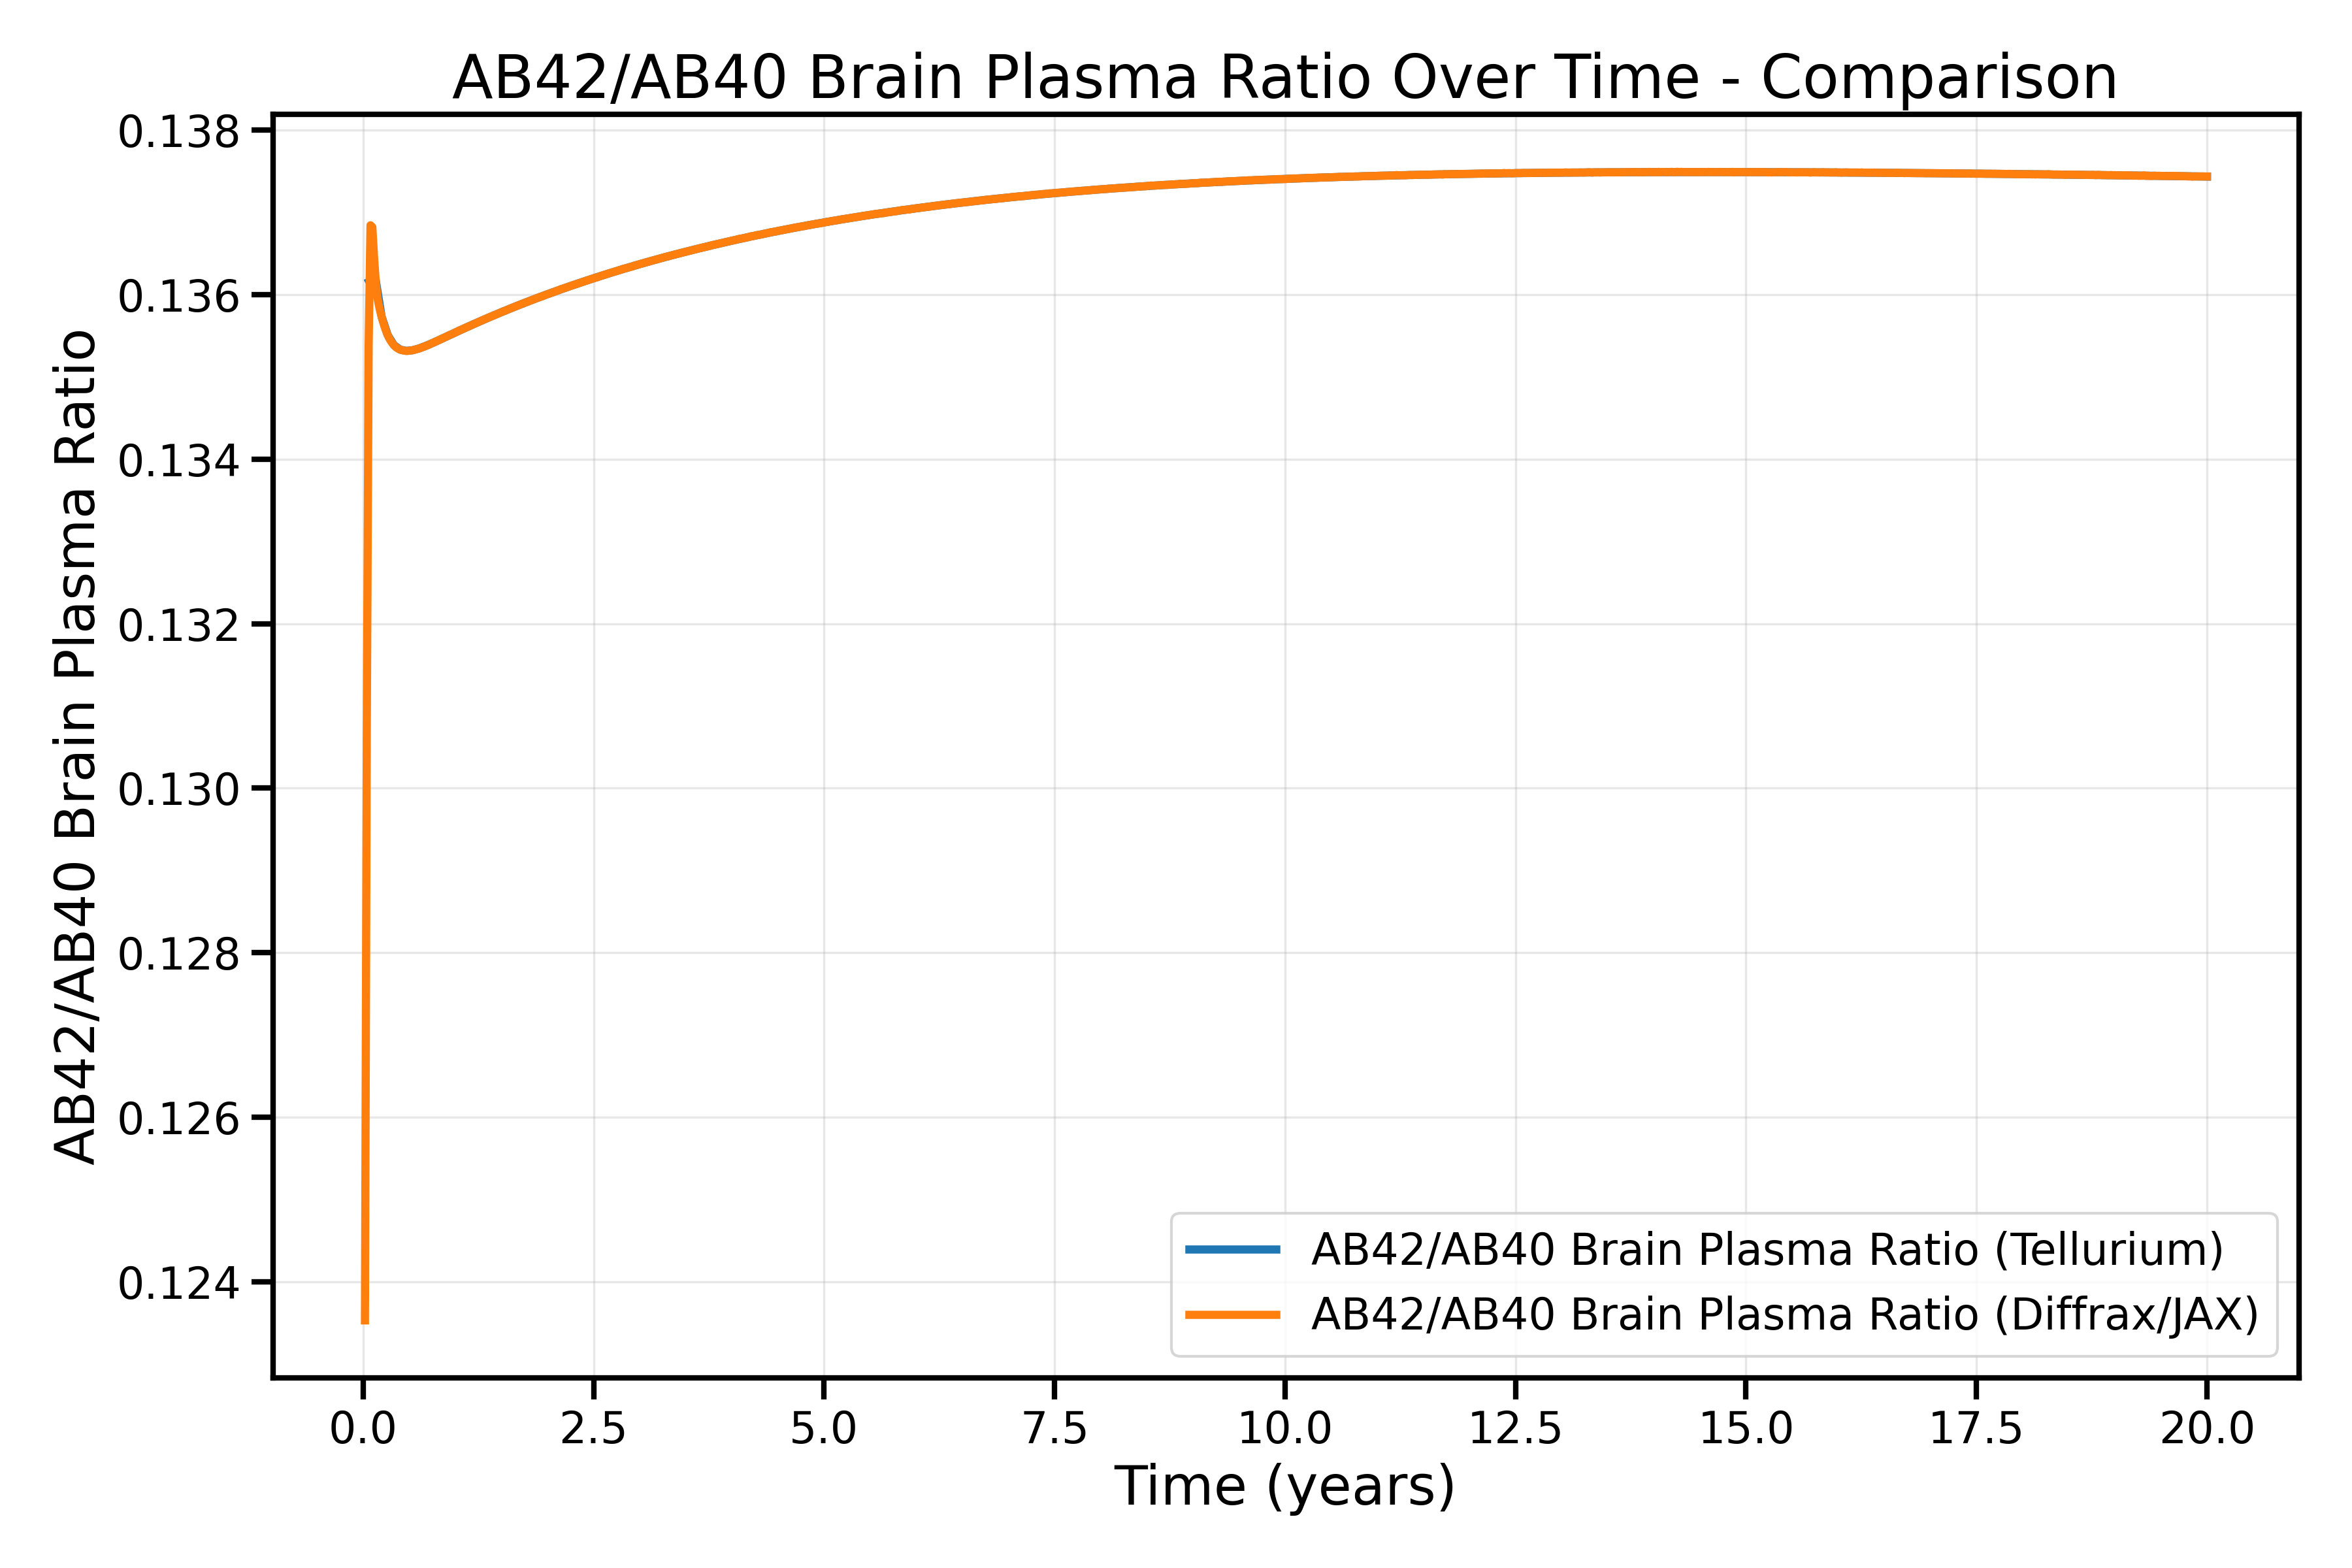 AB42/AB40 Brain Plasma Ratio Over Time - Comparison
AB42/AB40 Brain Plasma Ratio
0.138
0.136
0.134
0.132
0.130
0.128
0.126
0.124
AB42/AB40 Brain Plasma Ratio (Tellurium)
AB42/AB40 Brain Plasma Ratio (Diffrax/JAX)
0.0 2.5 5.0 7.5 10.0 12.5 15.0 17.5 20.0
Time (years)